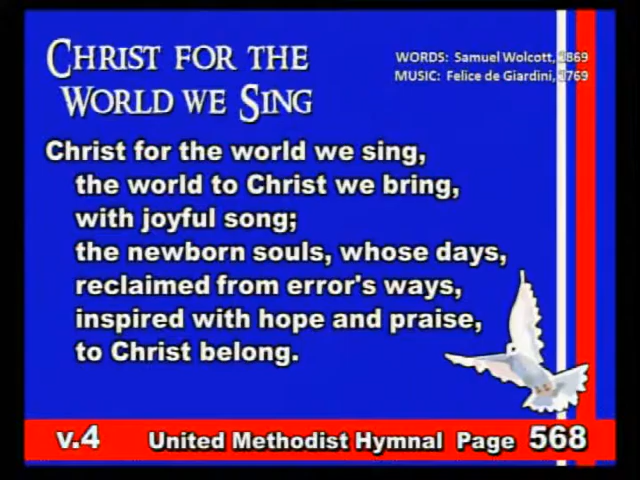 CHRIST FOR THE
WORLD WE SING
WORDS: Samuel Wolcott, 1869
MUSIC: Felice de Giardini, 1769
Christ for the world we sing,
the world to Christ we bring,
with joyful song;
the newborn souls, whose days,
reclaimed from error's ways,
inspired with hope and praise,
to Christ belong.
v.4 United Methodist Hymnal Page 568